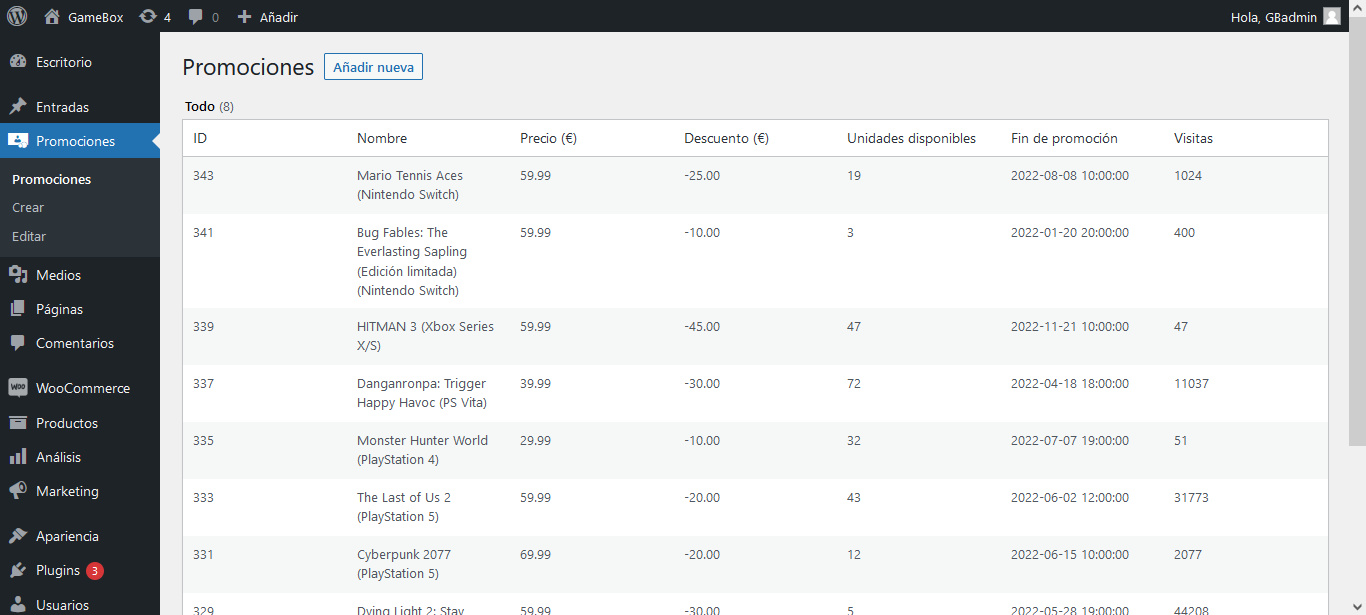 GameBox 4 0 Añadir Hola, GBadmin
Escritorio
Entradas
Promociones
Promociones
Crear
Editar
Medios
Páginas
Comentarios
WOO WooCommerce
Productos
Análisis
Marketing
Apariencia
Plugins 3
Usuarios
Promociones Añadir nueva
Todo (8)
ID Nombre Precio (€) Descuento (€) Unidades disponibles Fin de promoción Visitas
343 Mario Tennis Aces 59.99 -25.00 19 2022-08-08 10:00:00 1024
(Nintendo Switch)
341 Bug Fables: The 59.99 -10.00 3 2022-01-20 20:00:00 400
Everlasting Sapling
(Edición limitada)
(Nintendo Switch)
339 HITMAN 3 (Xbox Series 59.99 -45.00 47 2022-11-21 10:00:00 47
X/S)
337 Danganronpa: Trigger 39.99 -30.00 72 2022-04-18 18:00:00 11037
Happy Havoc (PS Vita)
335 Monster Hunter World 29.99 -10.00 32 2022-07-07 19:00:00 51
(PlayStation 4)
333 The Last of Us 2 59.99 -20.00 43 2022-06-02 12:00:00 31773
(PlayStation 5)
331 Cyberpunk 2077 69.99 -20.00 12 2022-06-15 10:00:00 2077
(PlayStation 5)
329 Dying Light 2: Stay 59.99 -30.00 5 2022-05-28 19:00:00 44208